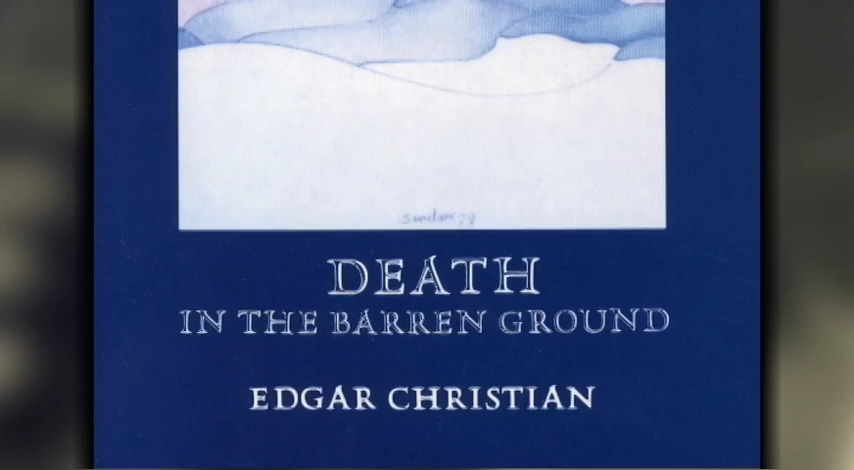 DEATH
IN THE BARREN GROUND
EDGAR CHRISTIAN